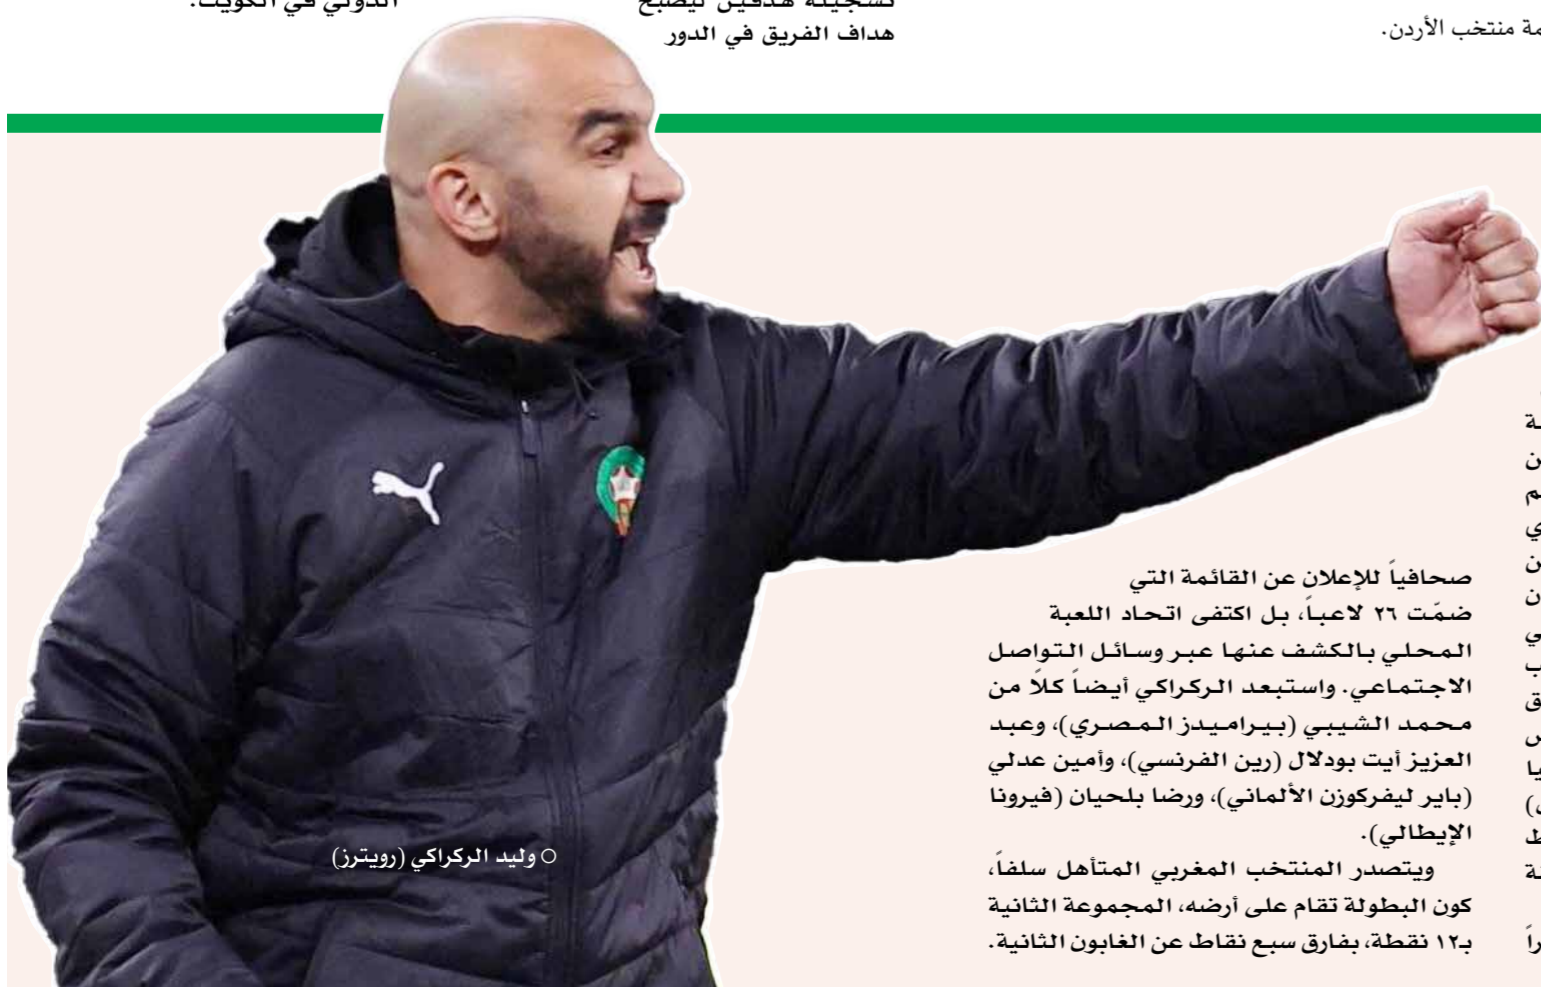 مة منتخب الأردن.
تسجيله هدفين ليصبح
هداف الفريق في الدور
الدولي في الكويت.
ة
ن
م
ي
ن
ن
ي
ب
ق
س
يا
)
ط
لة
راً
صحافياً للإعلان عن القائمة التي
ضمّت ٢٦ لاعباً، بل اكتفى اتحاد اللعبة
المحلي بالكشف عنها عبر وسائل التواصل
الاجتماعي. واستبعد الركراكي أيضاً كلاً من
محمد الشيبي (بيراميدز المصري)، وعبد
العزيز أيت بودلال (رين الفرنسي)، وأمين عدلي
(باير ليفركوزن الألماني)، ورضا بلحيان (فيرونا
الإيطالي).
ويتصدر المنتخب المغربي المتأهل سلفاً،
كون البطولة تقام على أرضه، المجموعة الثانية
بـ١٢ نقطة، بفارق سبع نقاط عن الغابون الثانية.
○ وليد الركراكي (رويترز)